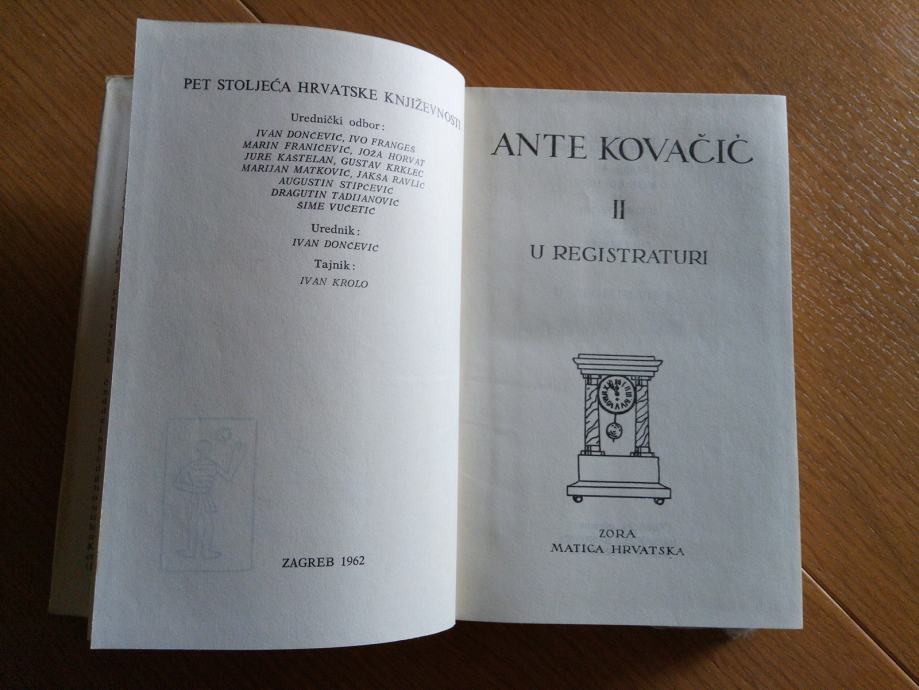 PET STOLJEĆA HRVATSKE KNJIŽEVNOSTI
Urednički odbor:
IVAN DONČEVIĆ, IVO FRANGEŠ
MARIN FRANIČEVIĆ, JOŽA HORVAT
JURE KAŠTELAN, GUSTAV KRKLEC
MARIJAN MATKOVIĆ, JAKŠA RAVLIĆ
AUGUSTIN STIPČEVIĆ
DRAGUTIN TADIJANOVIĆ
ŠIME VUČETIĆ
Urednik:
IVAN DONČEVIĆ
Tajnik:
IVAN KROLO
ZAGREB 1962
ANTE KOVAČIĆ
II
U REGISTRATURI
ZORA
MATICA HRVATSKA